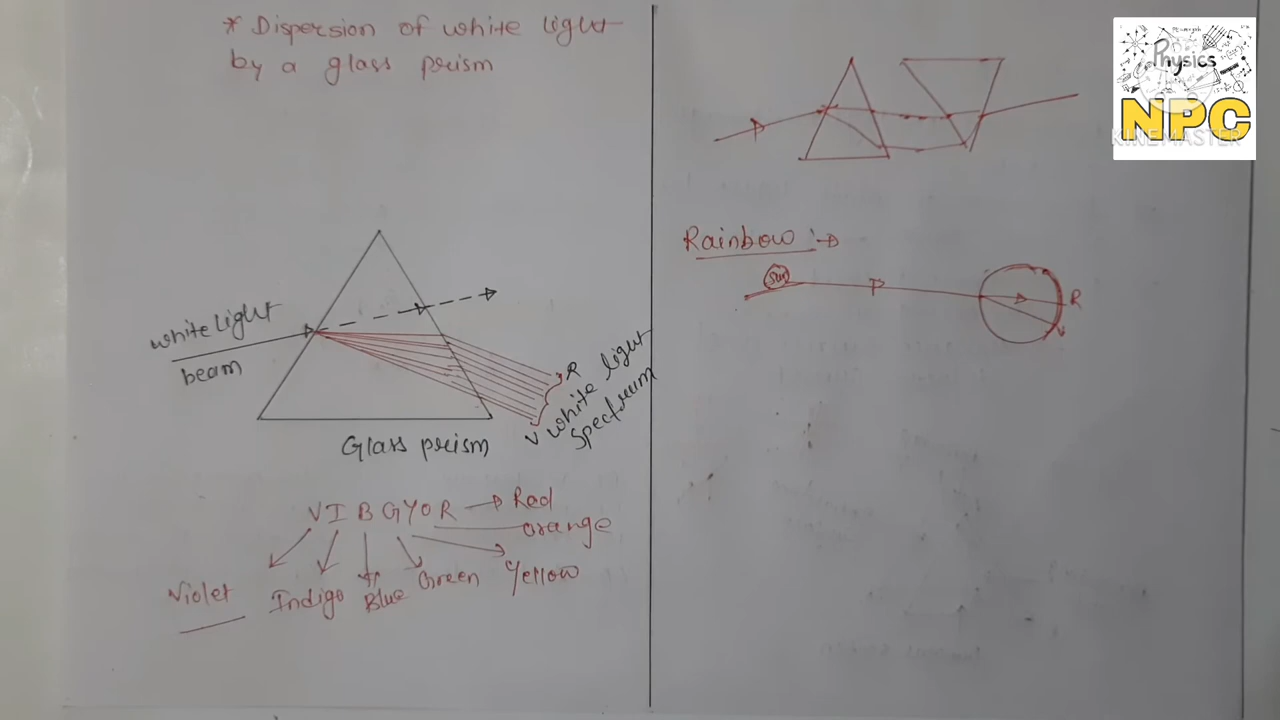 * Dispersion of white light
by a glass prism
white light
beam
R
V
white light
spectrum
Glass prism
V I B G Y O R → Red
orange
Violet
Indigo
Blue
Green
Yellow
Rainbow :→
Sun
R
Physics
NPC
KINEMASTER